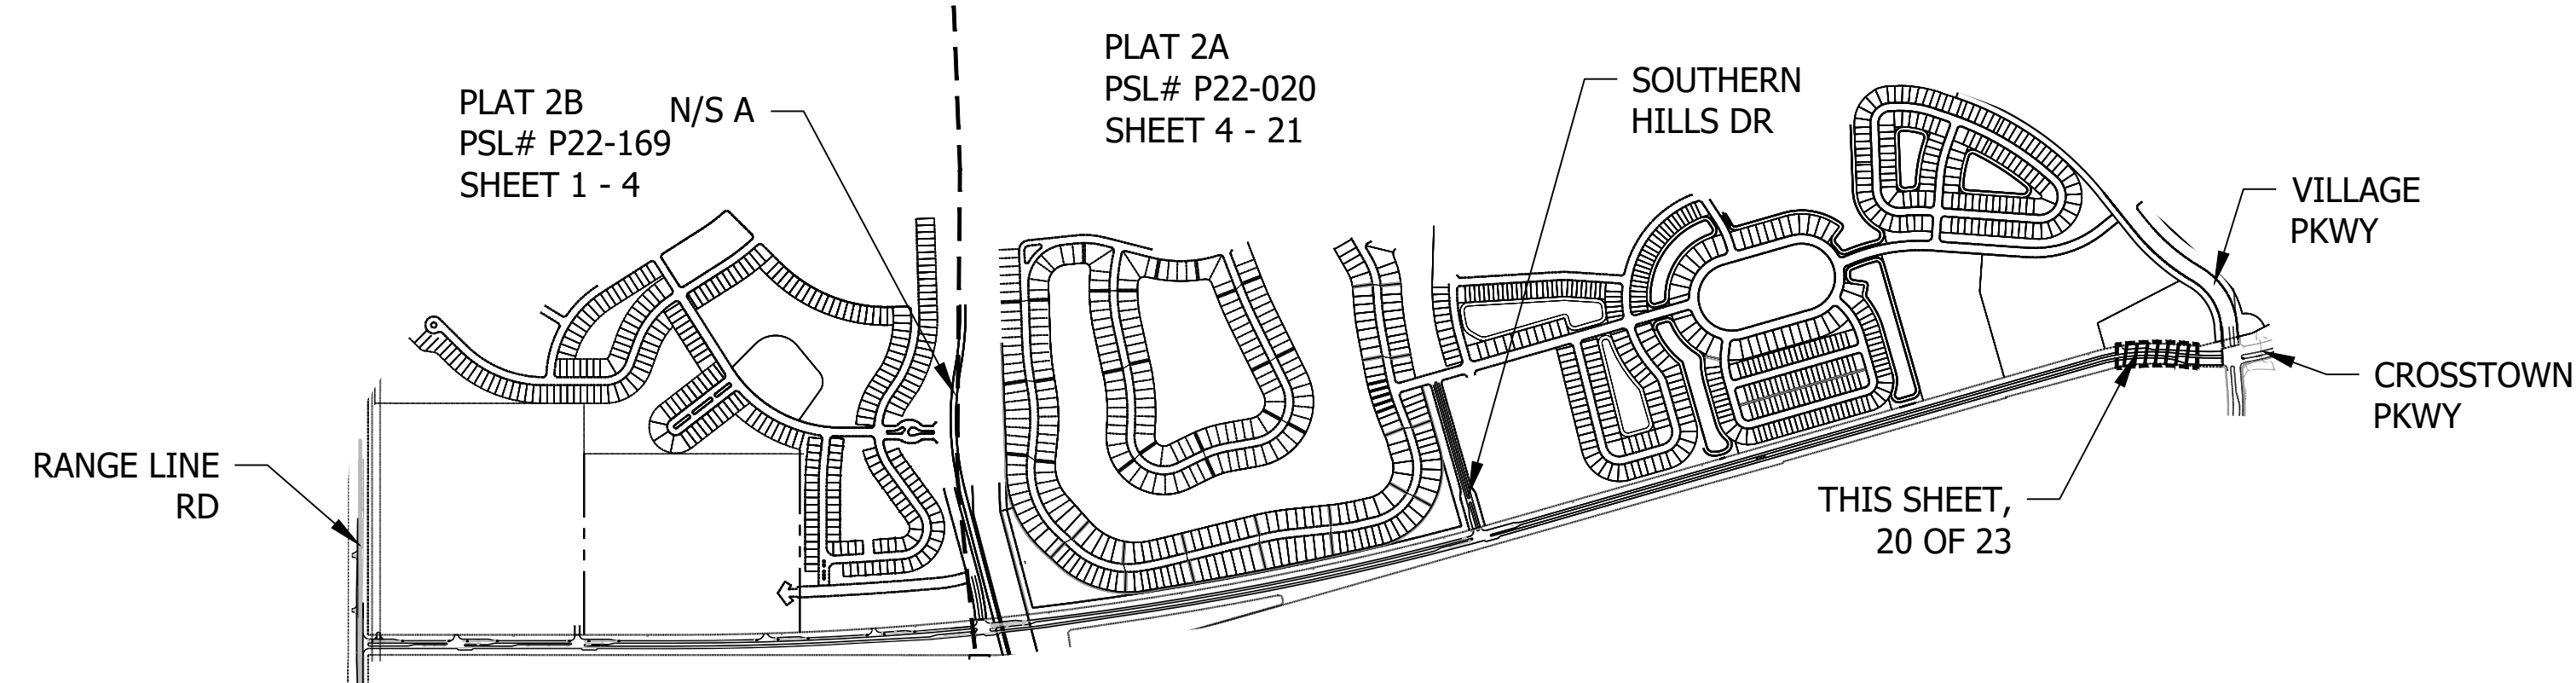 PLAT 2B
PSL# P22-169
SHEET 1 - 4
N/S A
PLAT 2A
PSL# P22-020
SHEET 4 - 21
SOUTHERN
HILLS DR
VILLAGE
PKWY
CROSSTOWN
PKWY
RANGE LINE
RD
THIS SHEET,
20 OF 23